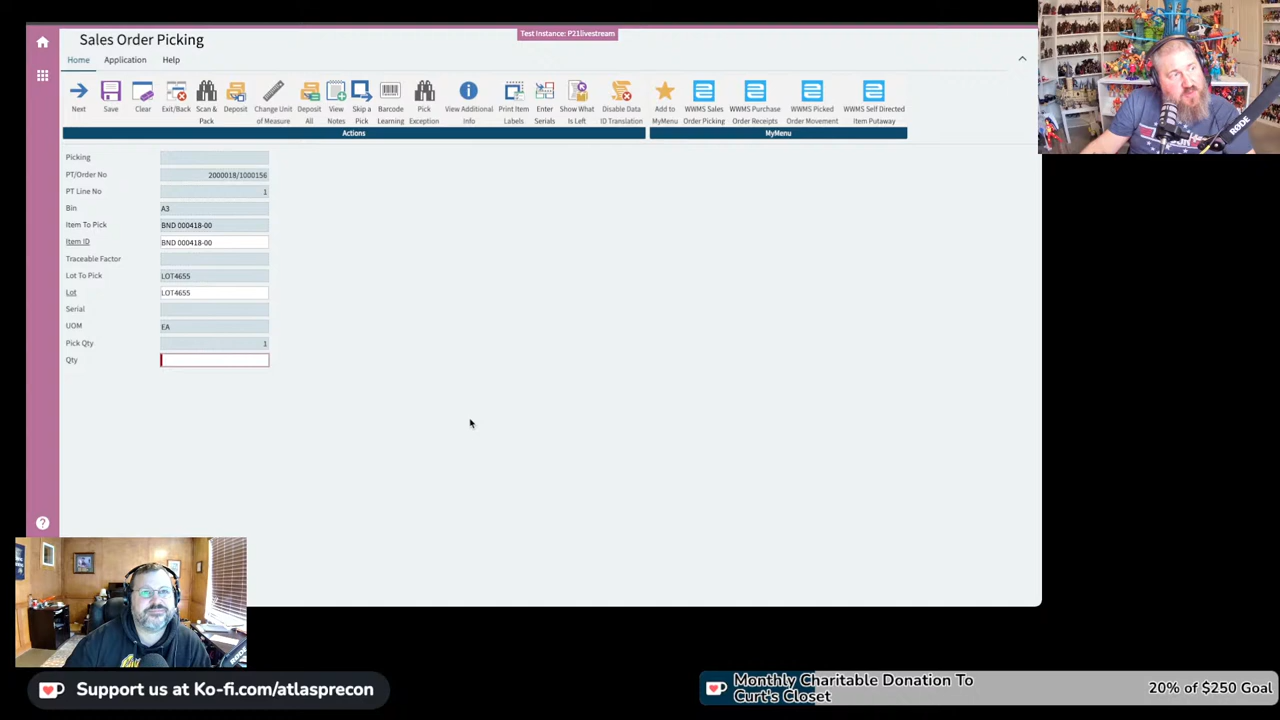 Sales Order Picking
Test Instance: P21livestream
Home Application Help
Next
Save
Clear
Exit/Back
Scan & Pack
Deposit
Change Unit of Measure
Deposit All
View Notes
Skip a Pick
Barcode Learning
Pick Exception
View Additional Info
Print Item Labels
Enter Serials
Show What Is Left
Disable Data ID Translation
Add to MyMenu
WWMS Sales Order Picking
WWMS Purchase Order Receipts
WWMS Picked Order Movement
WWMS Self Directed Item Putaway
Actions
MyMenu
Picking
PT/Order No 2000018/1000156
PT Line No 1
Bin A3
Item To Pick BND 000418-00
Item ID BND 000418-00
Traceable Factor
Lot To Pick LOT4655
Lot LOT4655
Serial
UOM EA
Pick Qty 1
Qty
RODE
Support us at Ko-fi.com/atlasprecon
Monthly Charitable Donation To
Curt's Closet
20% of $250 Goal